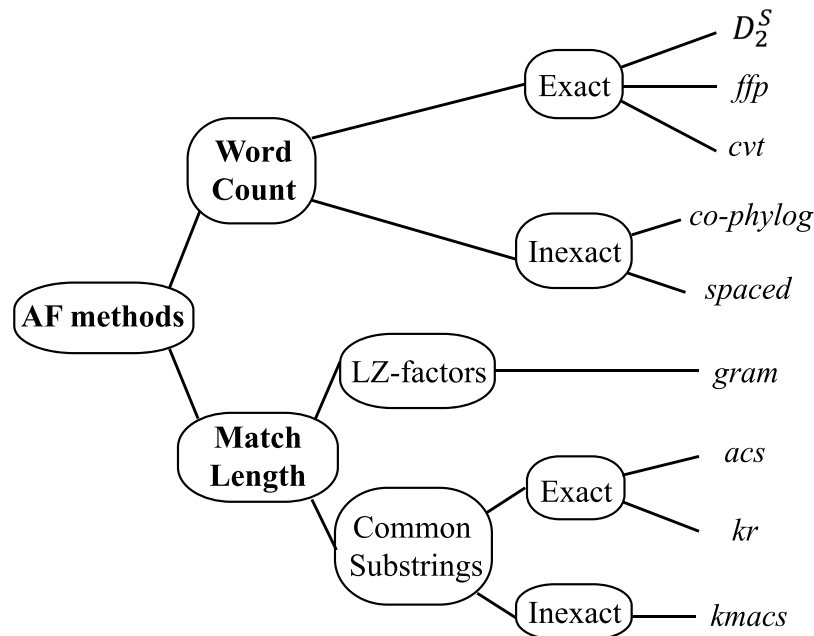 D₂ˢ
Exact
ffp
cvt
Word
Count
co-phylog
Inexact
spaced
AF methods
LZ-factors
gram
Match
Length
acs
Exact
kr
Common
Substrings
Inexact
kmacs